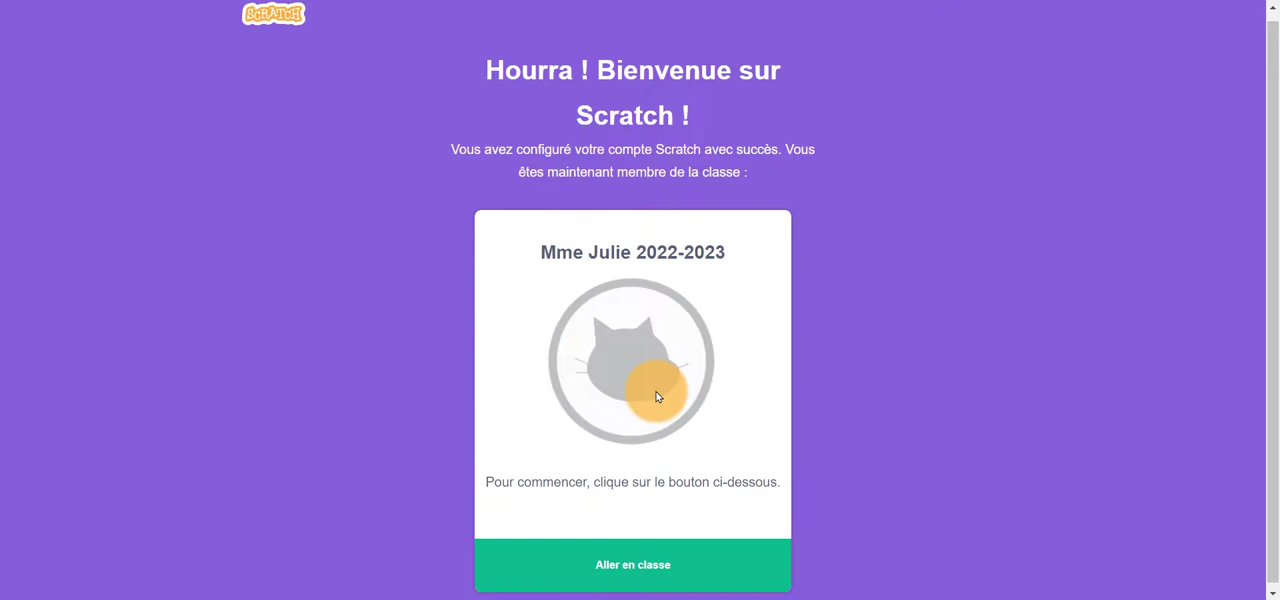 SCRATCH
Hourra ! Bienvenue sur
Scratch !
Vous avez configuré votre compte Scratch avec succès. Vous
êtes maintenant membre de la classe :
Mme Julie 2022-2023
Pour commencer, clique sur le bouton ci-dessous.
Aller en classe